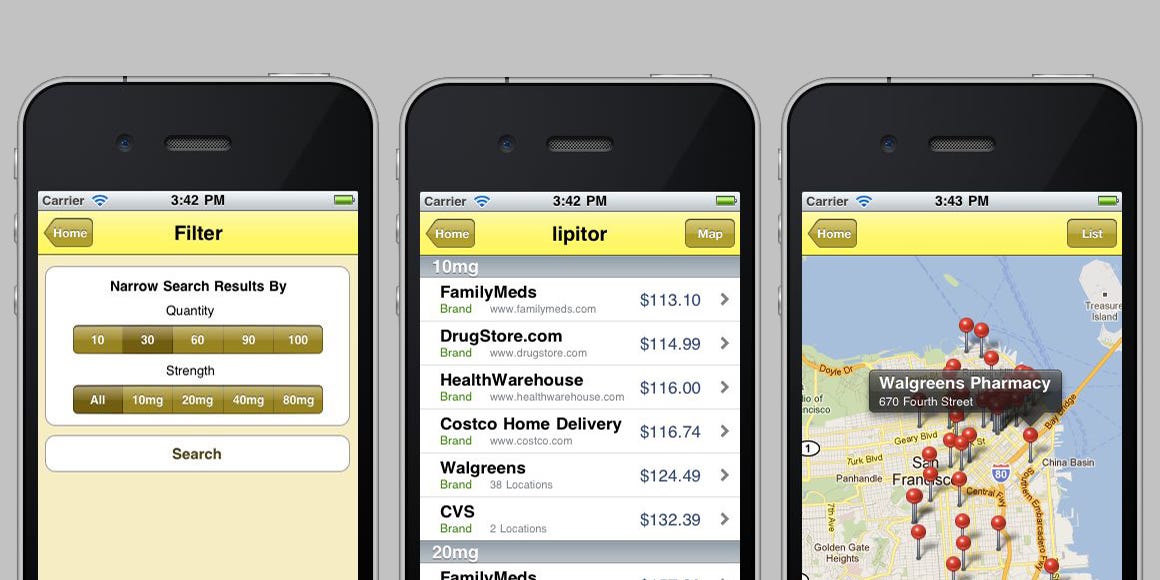 Carrier 3:42 PM
Home Filter
Narrow Search Results By
Quantity
10 30 60 90 100
Strength
All 10mg 20mg 40mg 80mg
Search
Carrier 3:42 PM
Home lipitor Map
10mg
FamilyMeds $113.10
Brand www.familymeds.com
DrugStore.com $114.99
Brand www.drugstore.com
HealthWarehouse $116.00
Brand www.healthwarehouse.com
Costco Home Delivery $116.74
Brand www.costco.com
Walgreens $124.49
Brand 38 Locations
CVS $132.39
Brand 2 Locations
20mg
FamilyMeds
Carrier 3:43 PM
Home List
Treasure
Island
Doyle Dr
Walgreens Pharmacy
670 Fourth Street
Bay Bridge
Geary Blvd
St
1
Turk Blvd
San
Francisco
China Basin
80
Panhandle
Central Fwy
7th Ave
Southern Embarcadero
Golden Gate
Heights